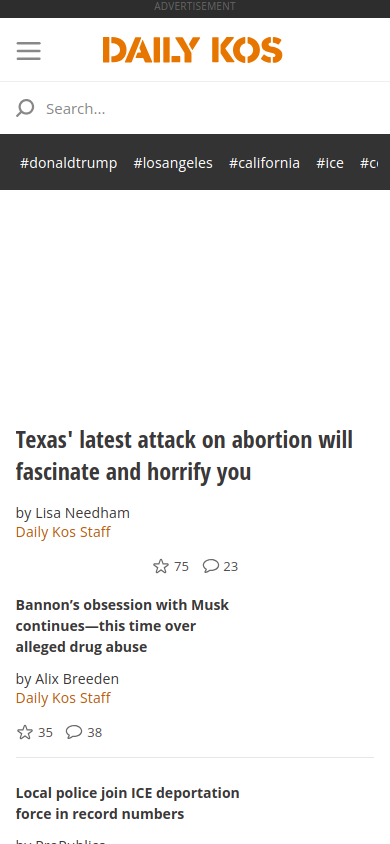 ADVERTISEMENT
DAILY KOS
Search...
#donaldtrump #losangeles #california #ice
Texas' latest attack on abortion will
fascinate and horrify you
by Lisa Needham
Daily Kos Staff
75 23
Bannon’s obsession with Musk
continues—this time over
alleged drug abuse
by Alix Breeden
Daily Kos Staff
35 38
Local police join ICE deportation
force in record numbers
by ProPublica